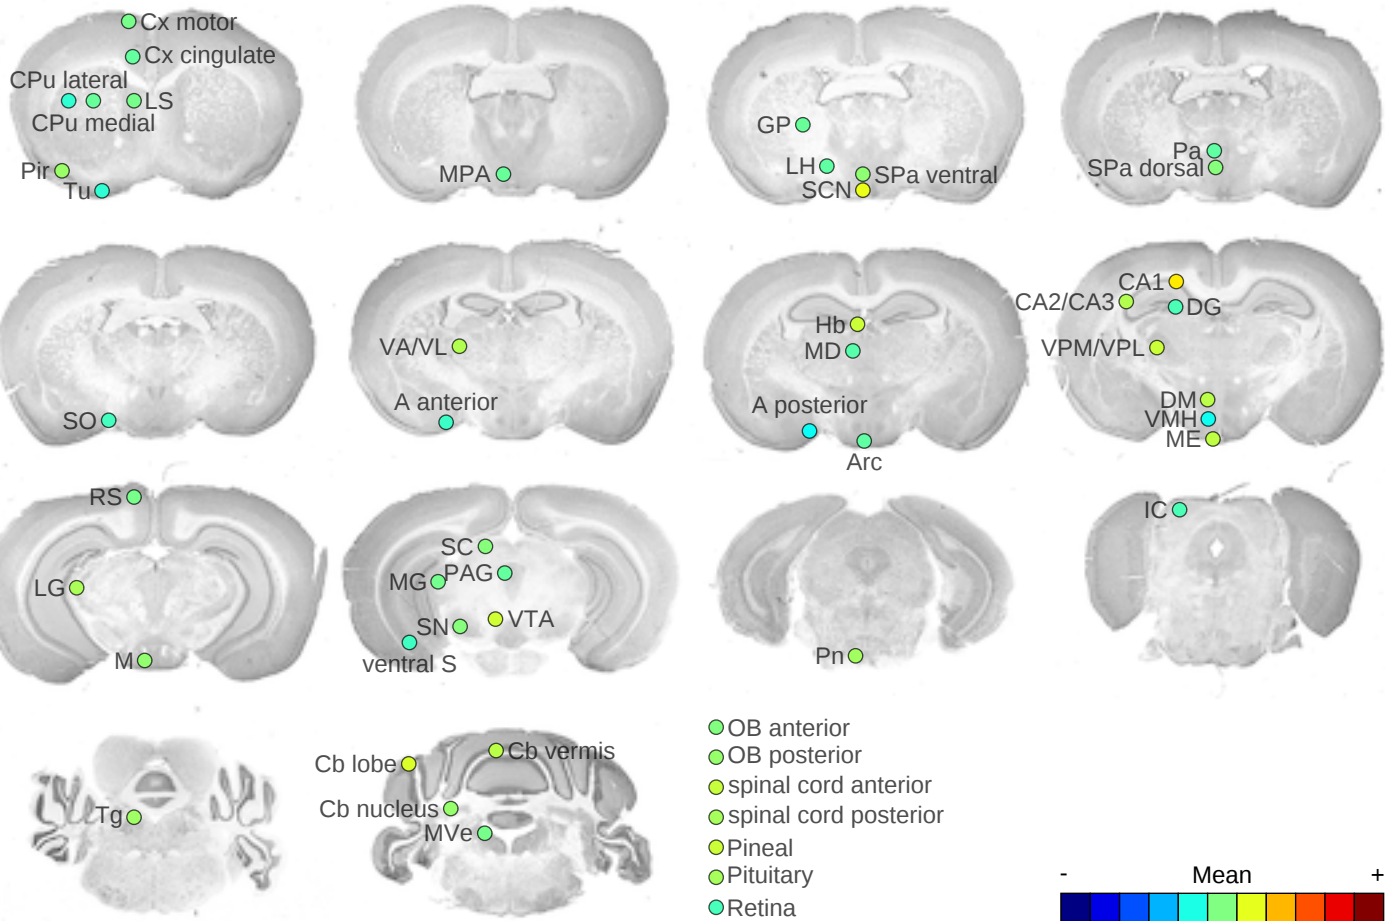 Cx motor
Cx cingulate
CPu lateral
LS
CPu medial
Pir
Tu
MPA
GP
LH
SPa ventral
SCN
Pa
SPa dorsal
SO
VA/VL
A anterior
Hb
MD
A posterior
Arc
CA1
CA2/CA3
DG
VPM/VPL
DM
VMH
ME
RS
LG
M
SC
MG
PAG
SN
VTA
ventral S
Pn
IC
Tg
Cb lobe
Cb vermis
Cb nucleus
MVe
OB anterior
OB posterior
spinal cord anterior
spinal cord posterior
Pineal
Pituitary
Retina
- Mean +